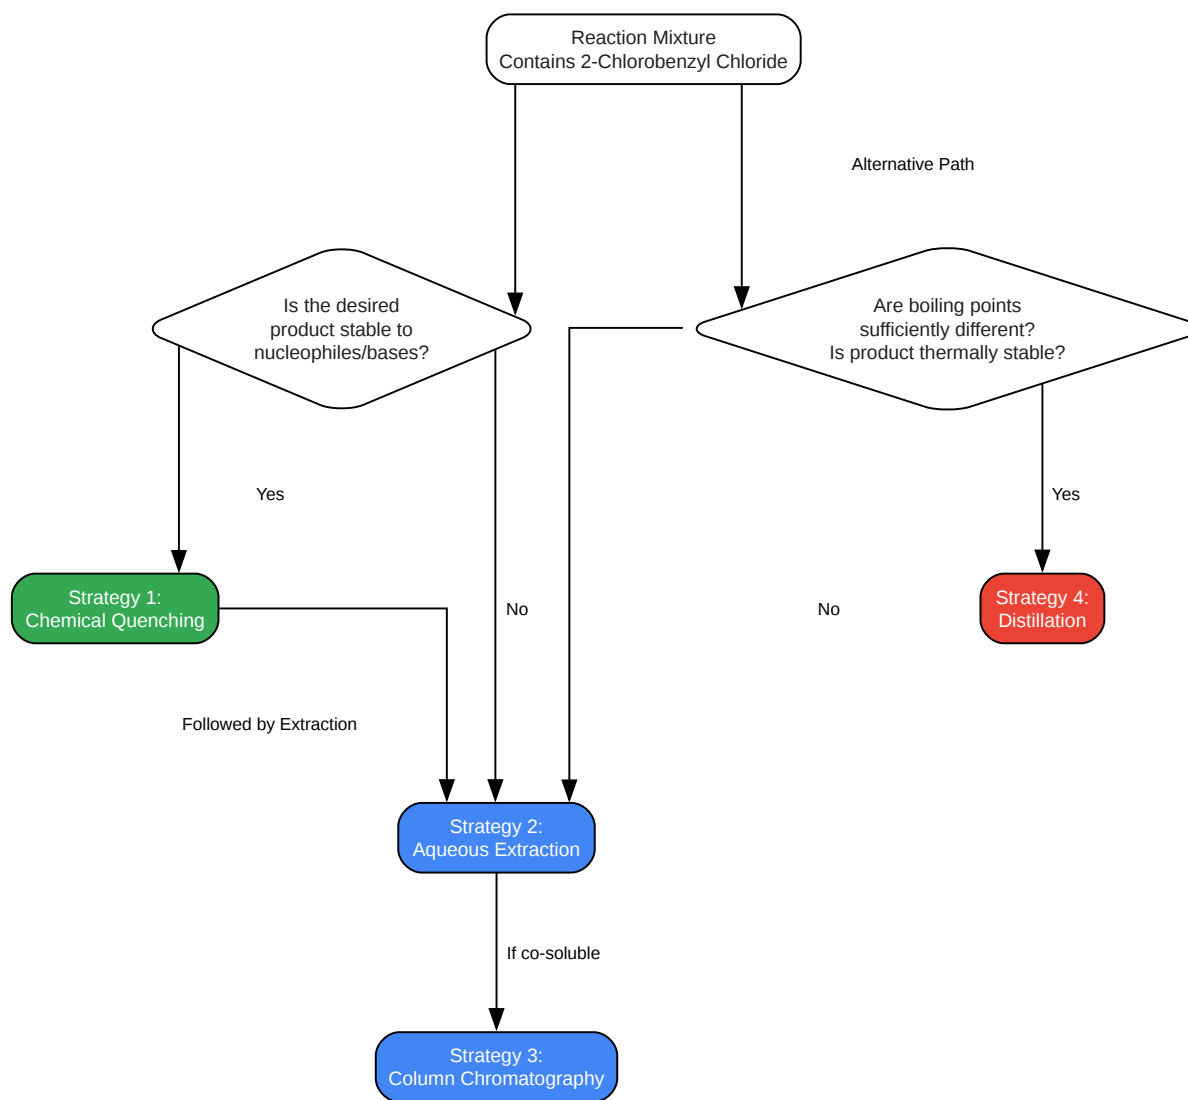 Reaction Mixture
Contains 2-Chlorobenzyl Chloride
Alternative Path
Is the desired
product stable to
nucleophiles/bases?
Are boiling points
sufficiently different?
Is product thermally stable?
Yes
Yes
Strategy 1:
Chemical Quenching
No
No
Strategy 4:
Distillation
Followed by Extraction
Strategy 2:
Aqueous Extraction
If co-soluble
Strategy 3:
Column Chromatography